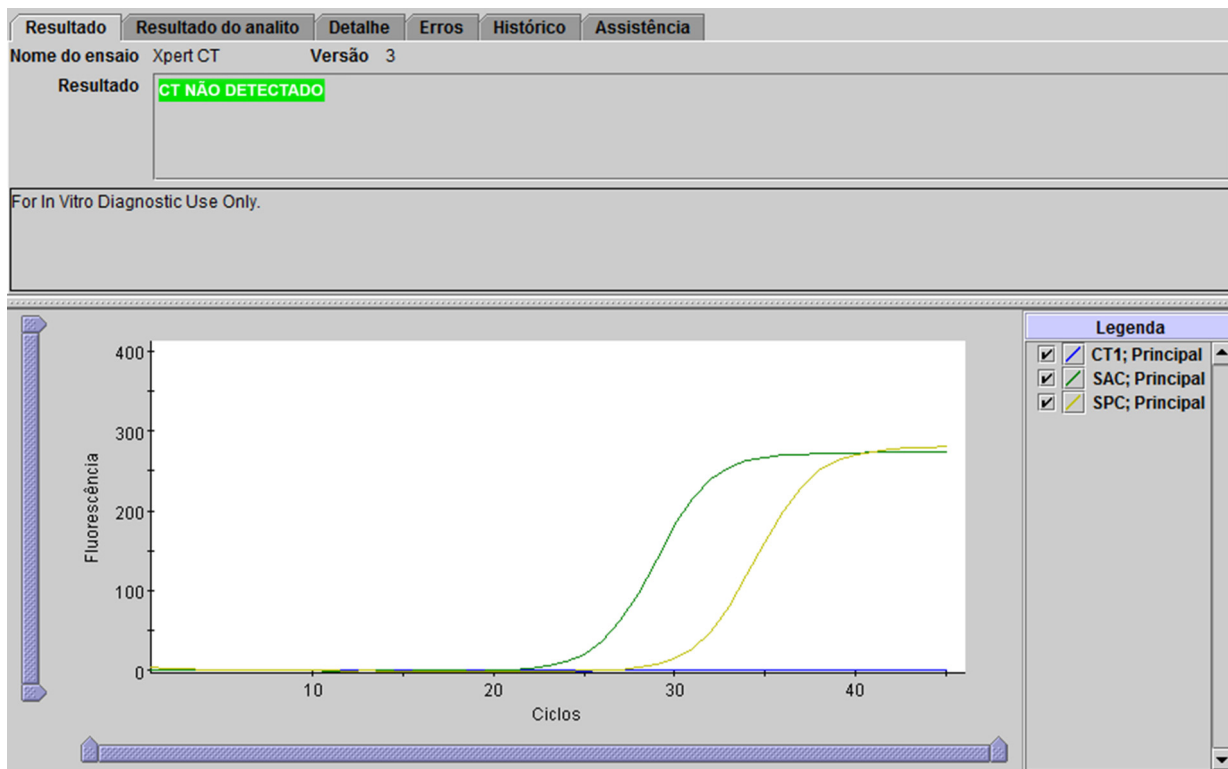 Resultado Resultado do analito Detalhe Erros Histórico Assistência
Nome do ensaio Xpert CT Versão 3
Resultado CT NÃO DETECTADO
For In Vitro Diagnostic Use Only.
Legenda
CT1; Principal
SAC; Principal
SPC; Principal
Fluorescência
400
300
200
100
0
10 20 30 40
Ciclos